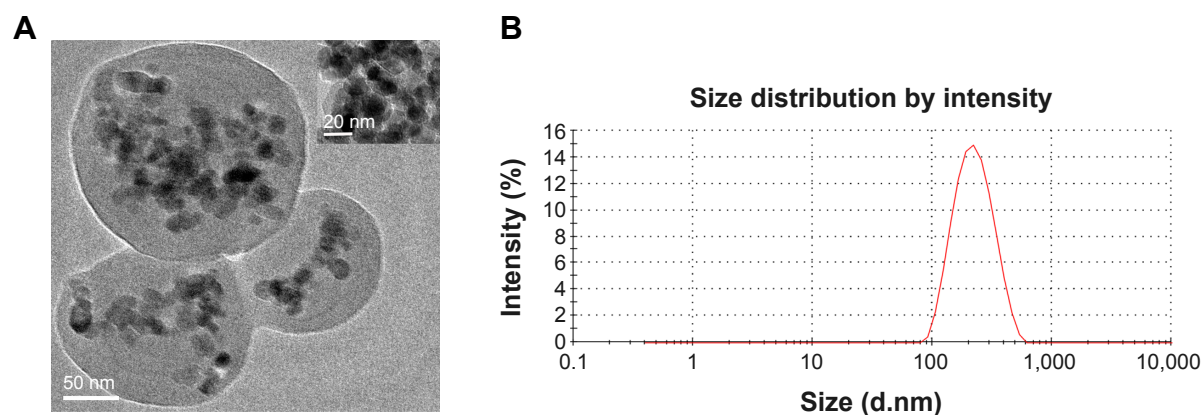 A
20 nm
50 nm
B
Size distribution by intensity
Intensity (%)
16
14
12
10
8
6
4
2
0
0.1 1 10 100 1,000 10,000
Size (d.nm)